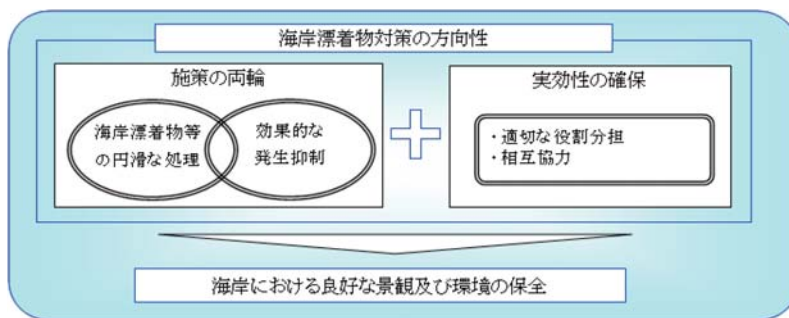 海岸漂着物対策の方向性
施策の両輪
海岸漂着物等
の円滑な処理
効果的な
発生抑制
実効性の確保
・適切な役割分担
・相互協力
海岸における良好な景観及び環境の保全